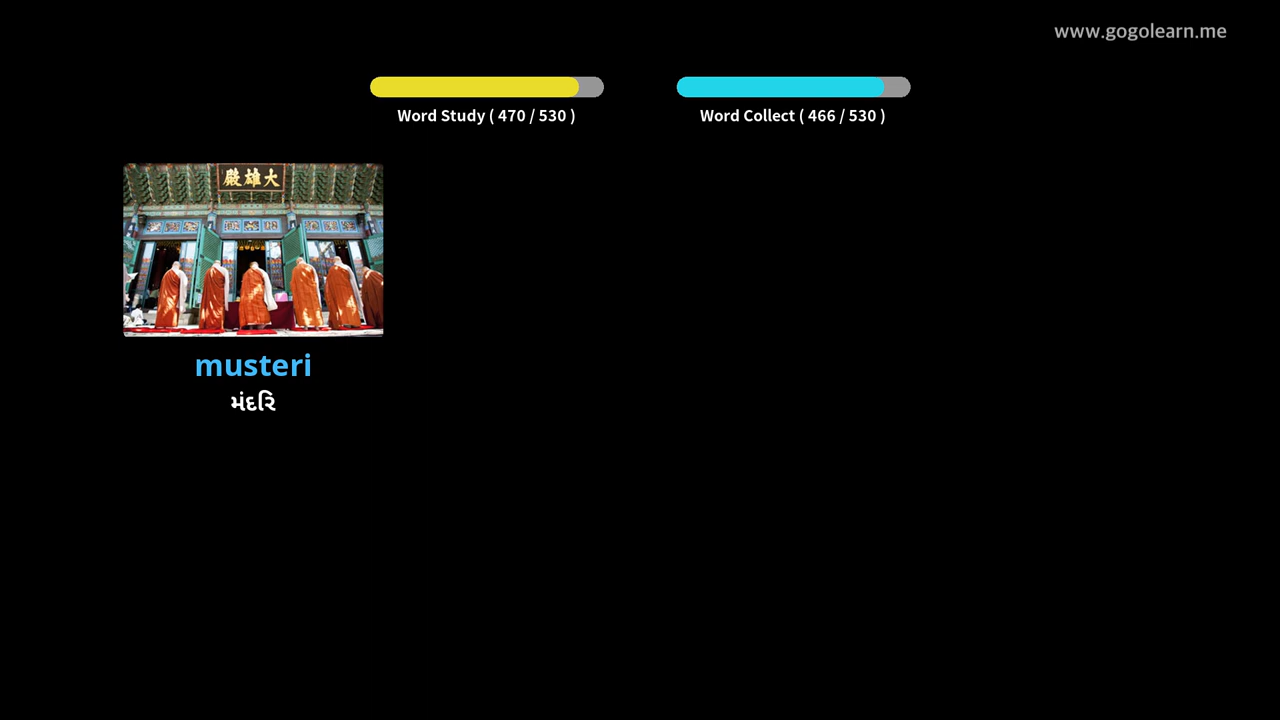 www.gogolearn.me
Word Study ( 470 / 530 )
Word Collect ( 466 / 530 )
大雄殿
musteri
મંદિર